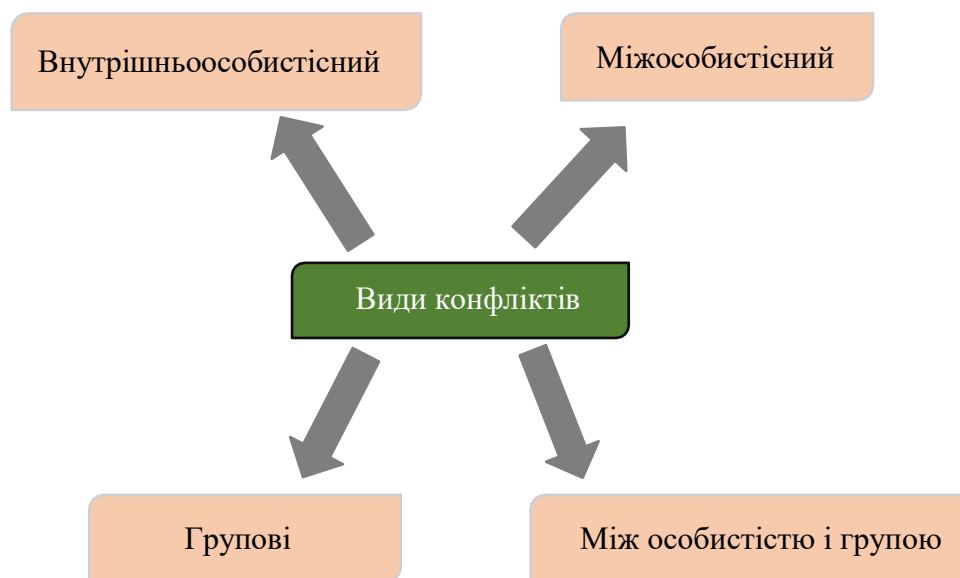 Внутрішньоособистісний
Міжособистісний
Види конфліктів
Групові
Між особистістю і групою